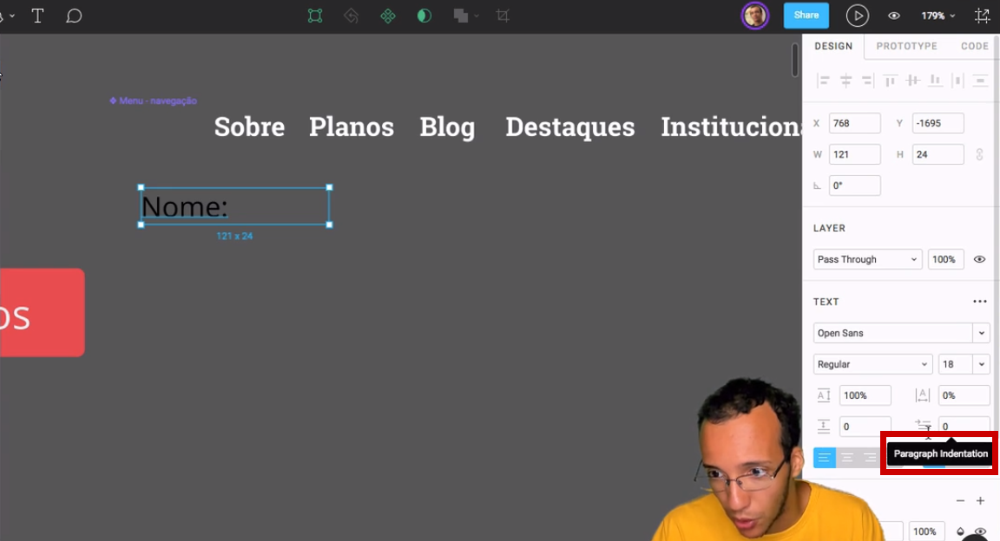 Share
179%
DESIGN PROTOTYPE CODE
Menu - navegação
Sobre Planos Blog Destaques Instituciona
X 768 Y -1695
W 121 H 24
0°
Nome:
121 x 24
LAYER
Pass Through 100%
os
TEXT
Open Sans
Regular 18
100% 0%
0 0
Paragraph Indentation
100%